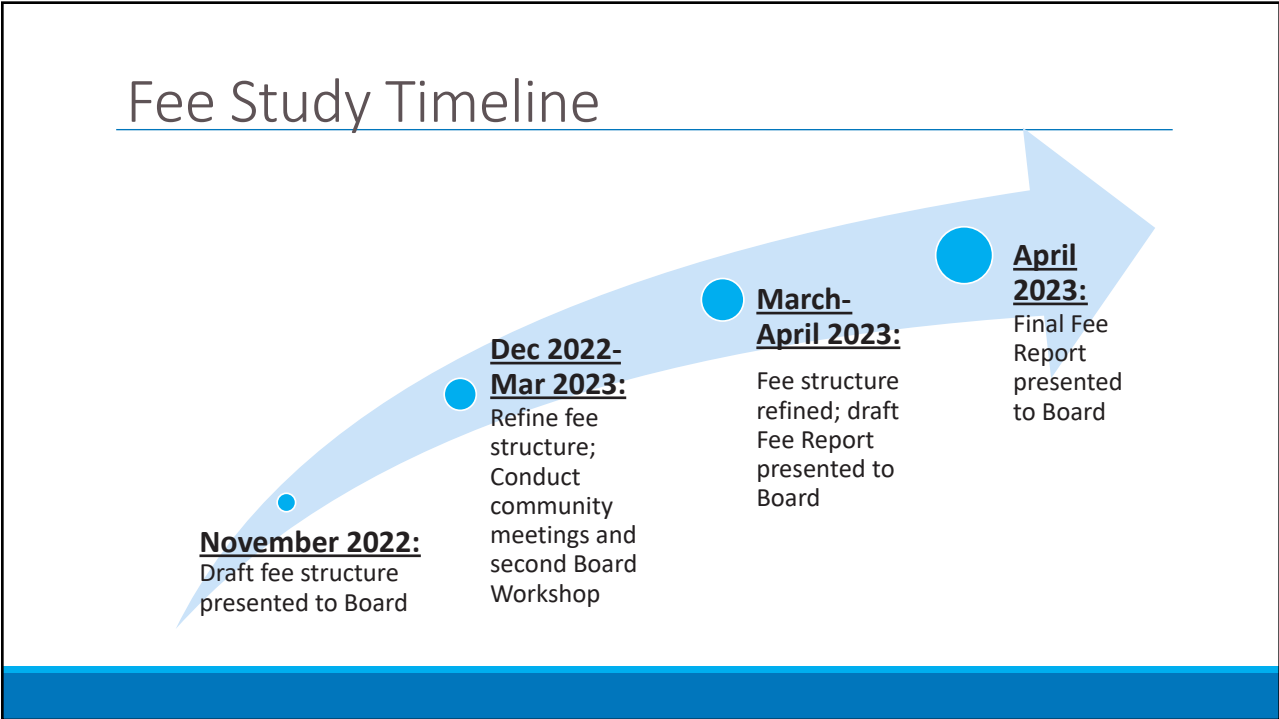 Fee Study Timeline
November 2022:
Draft fee structure
presented to Board
Dec 2022-
Mar 2023:
Refine fee
structure;
Conduct
community
meetings and
second Board
Workshop
March-
April 2023:
Fee structure
refined; draft
Fee Report
presented to
Board
April
2023:
Final Fee
Report
presented
to Board